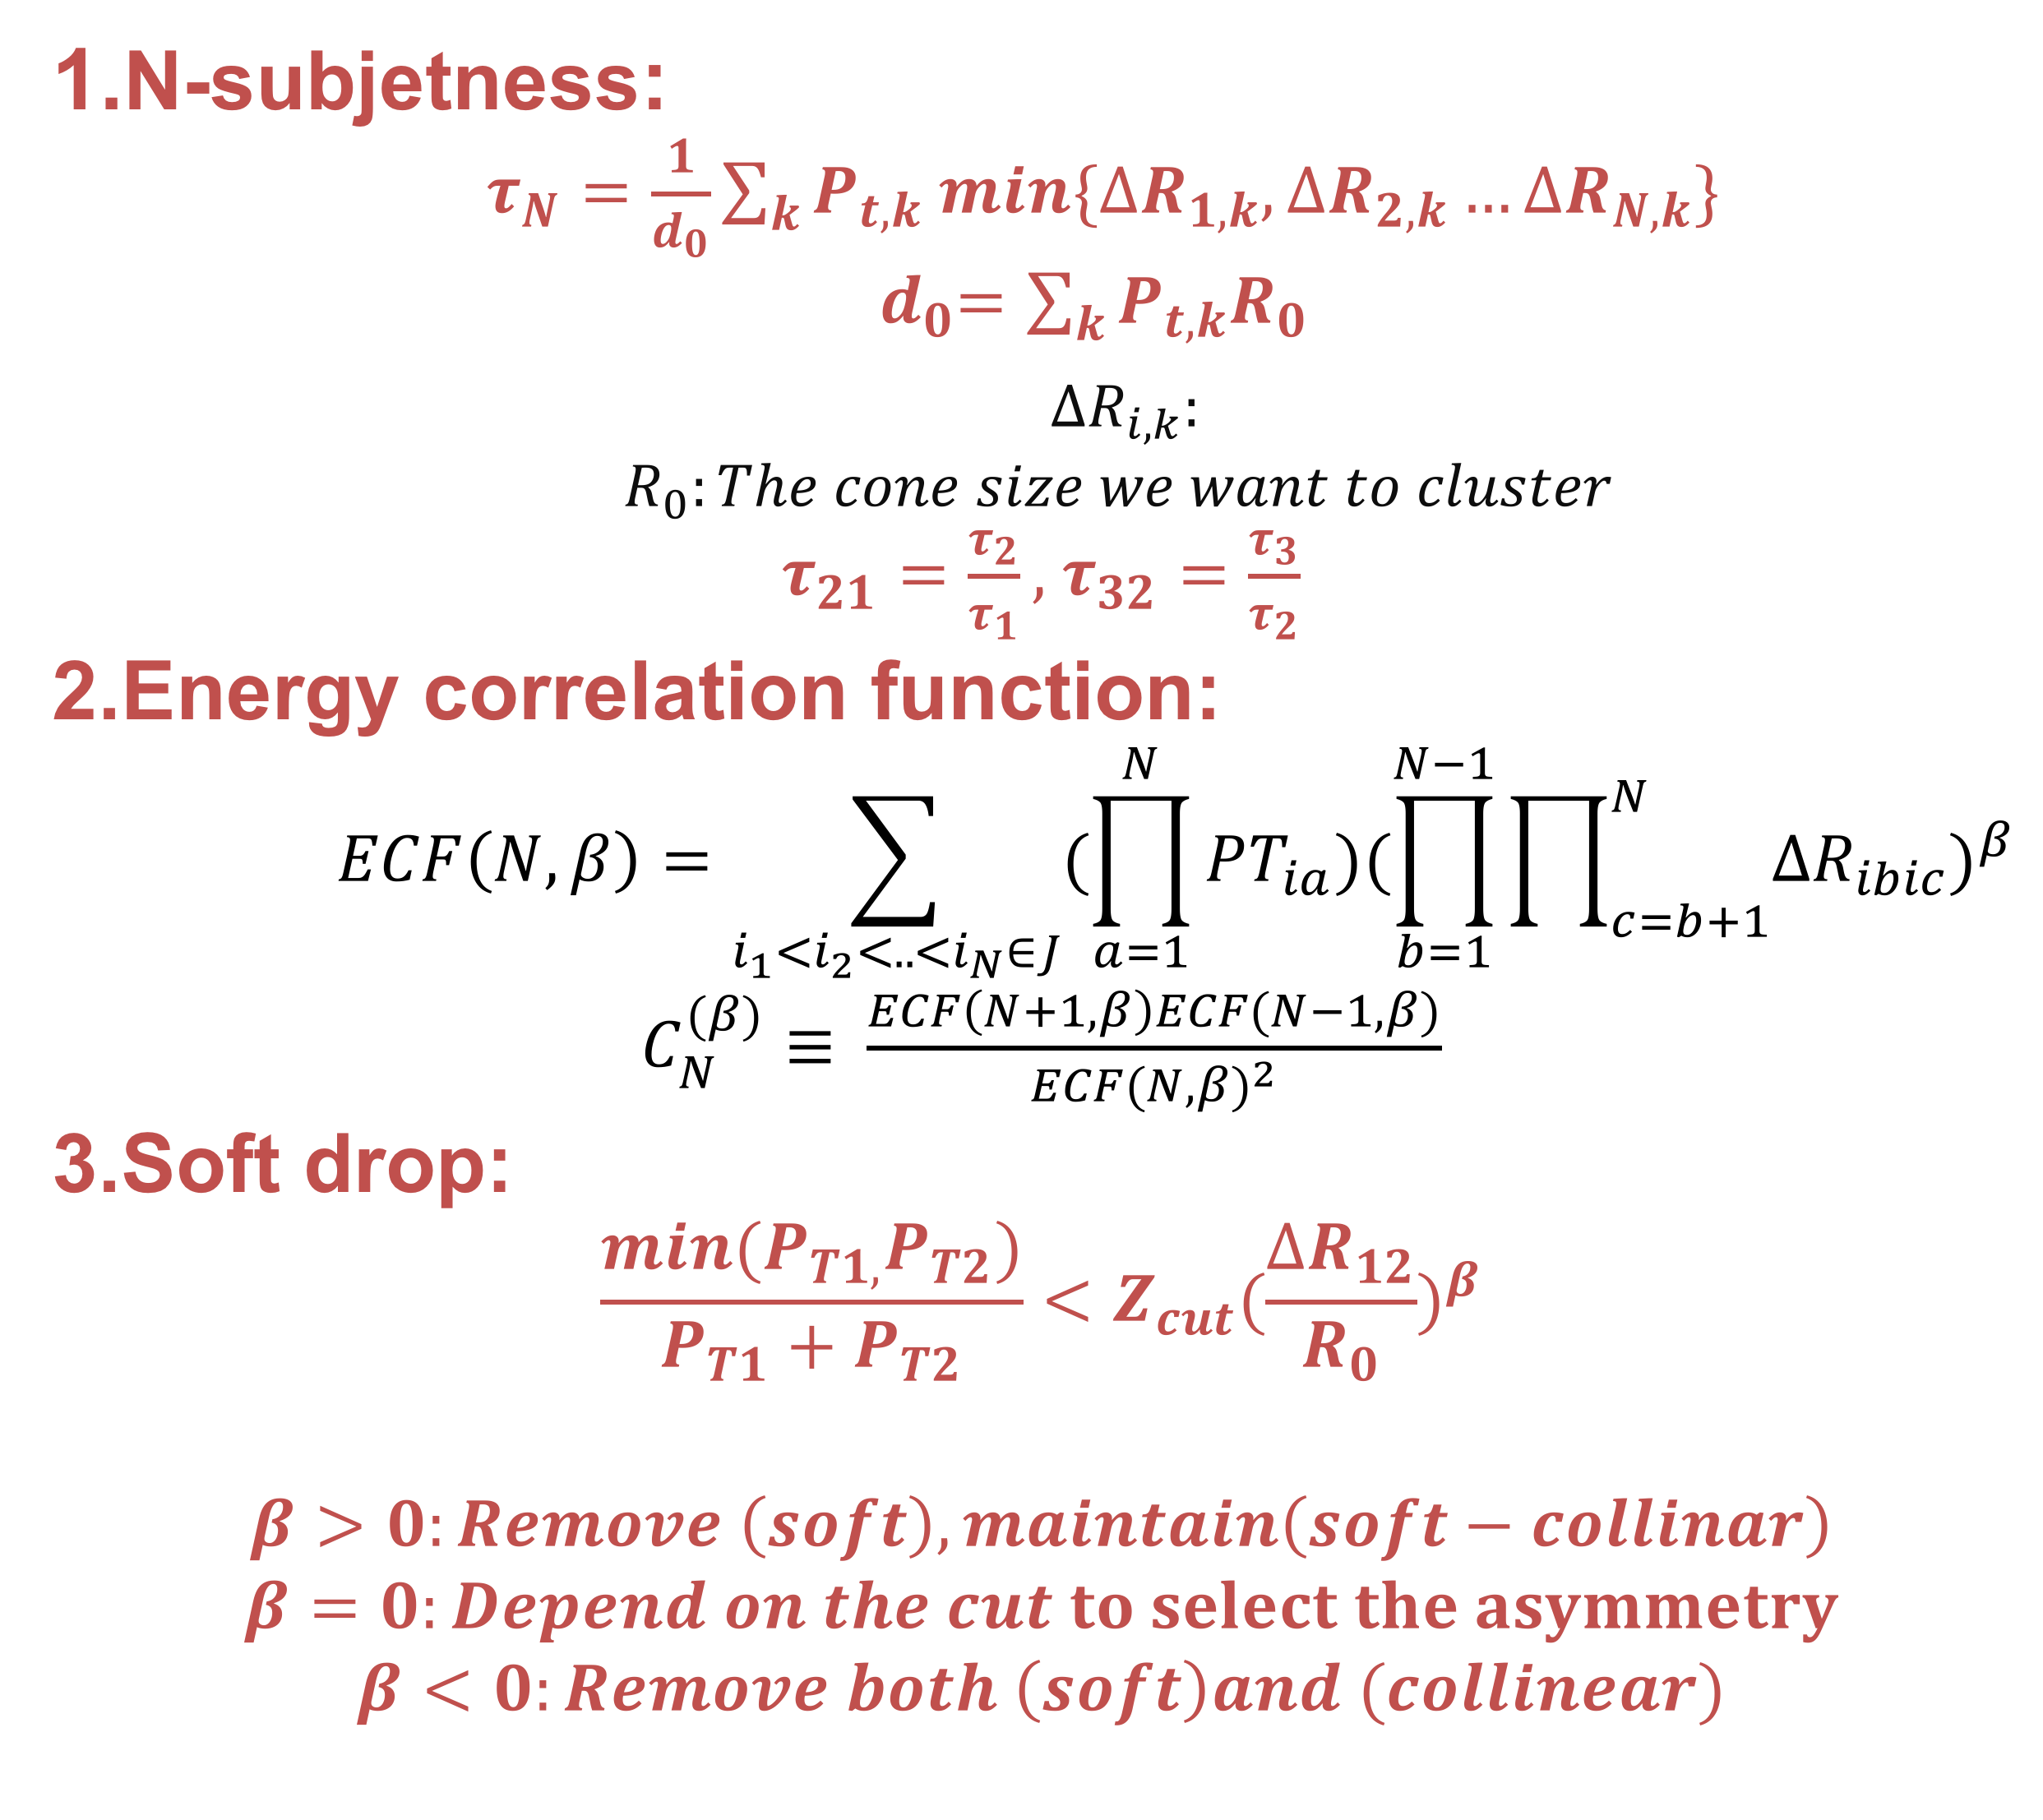 1.N-subjetness:
τ_N = 1/d_0 ∑_k P_{t,k} min{ΔR_{1,k}, ΔR_{2,k} … ΔR_{N,k}}
d_0 = ∑_k P_{t,k} R_0
ΔR_{i,k}:
R_0: The cone size we want to cluster
τ_21 = τ_2/τ_1 , τ_32 = τ_3/τ_2
2.Energy correlation function:
ECF(N, β) = ∑_{i_1<i_2<..<i_N∈J} (∏_{a=1}^{N} PT_{ia})(∏_{b=1}^{N−1} ∏_{c=b+1}^{N} ΔR_{ibic})^β
C_N^{(β)} ≡ ECF(N+1,β)ECF(N−1,β)/ECF(N,β)^2
3.Soft drop:
min(P_{T1,} P_{T2})/(P_{T1} + P_{T2}) < Z_{cut}(ΔR_{12}/R_0)^β
β > 0: Remove (soft), maintain(soft − collinar)
β = 0: Depend on the cut to select the asymmetry
β < 0: Remove both (soft)and (collinear)